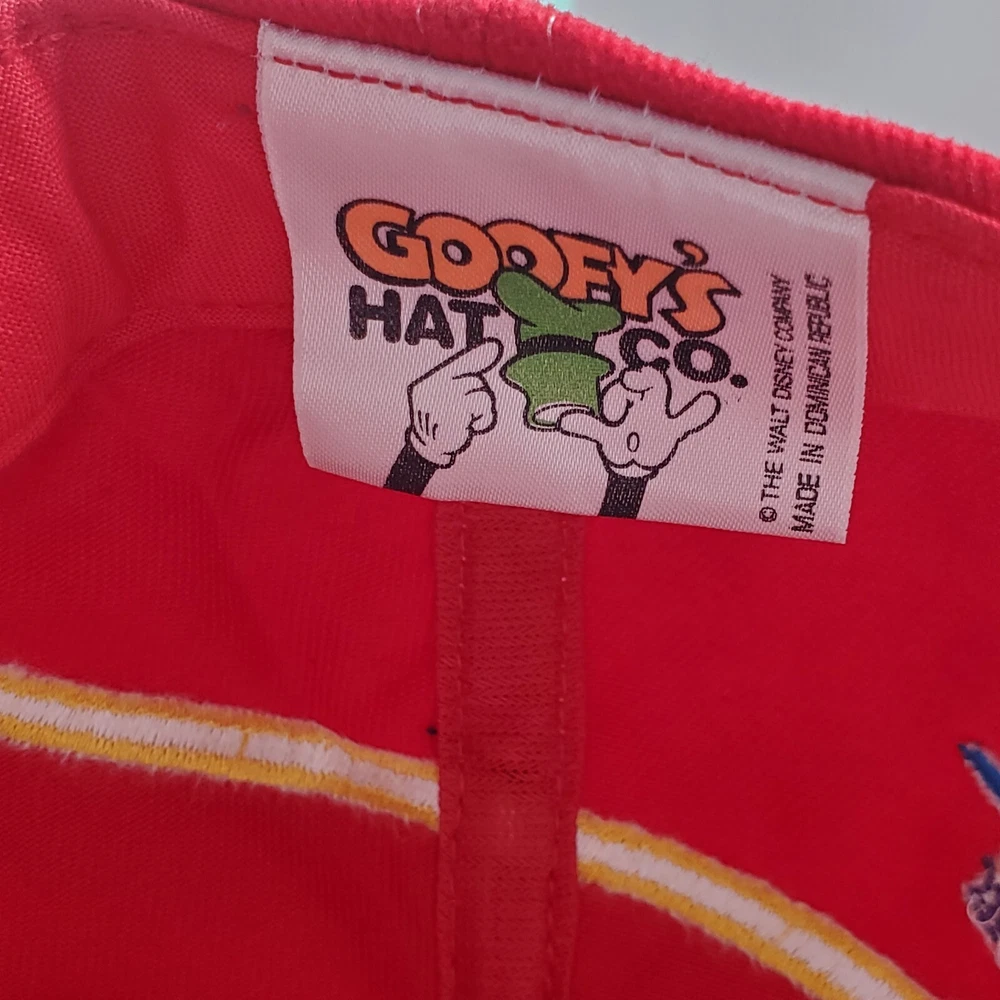 GOOFY'S
HAT CO.
© THE WALT DISNEY COMPANY
MADE IN DOMINICAN REPUBLIC